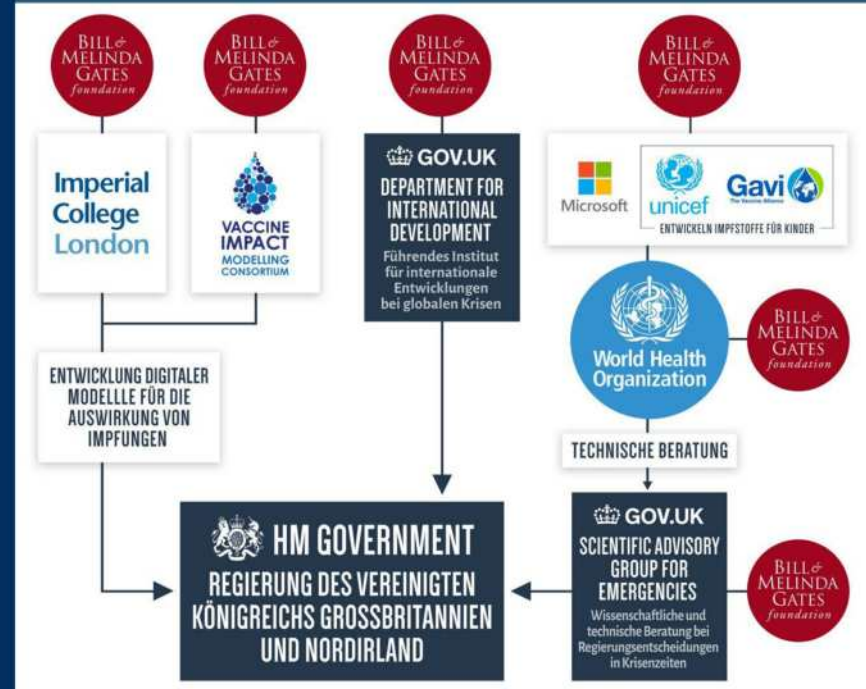 BILL &
MELINDA
GATES
foundation
BILL &
MELINDA
GATES
foundation
BILL &
MELINDA
GATES
foundation
BILL &
MELINDA
GATES
foundation
Imperial
College
London
VACCINE
IMPACT
MODELLING
CONSORTIUM
GOV.UK
DEPARTMENT FOR
INTERNATIONAL
DEVELOPMENT
Führendes Institut
für internationale
Entwicklungen
bei globalen Krisen
Microsoft
unicef
Gavi
The Vaccine Alliance
ENTWICKELN IMPFSTOFFE FÜR KINDER
World Health
Organization
BILL &
MELINDA
GATES
foundation
ENTWICKLUNG DIGITALER
MODELLLE FÜR DIE
AUSWIRKUNG VON
IMPFUNGEN
TECHNISCHE BERATUNG
HM GOVERNMENT
REGIERUNG DES VEREINIGTEN
KÖNIGREICHS GROSSBRITANNIEN
UND NORDIRLAND
GOV.UK
SCIENTIFIC ADVISORY
GROUP FOR
EMERGENCIES
Wissenschaftliche und
technische Beratung bei
Regierungsentscheidungen
in Krisenzeiten
BILL &
MELINDA
GATES
foundation